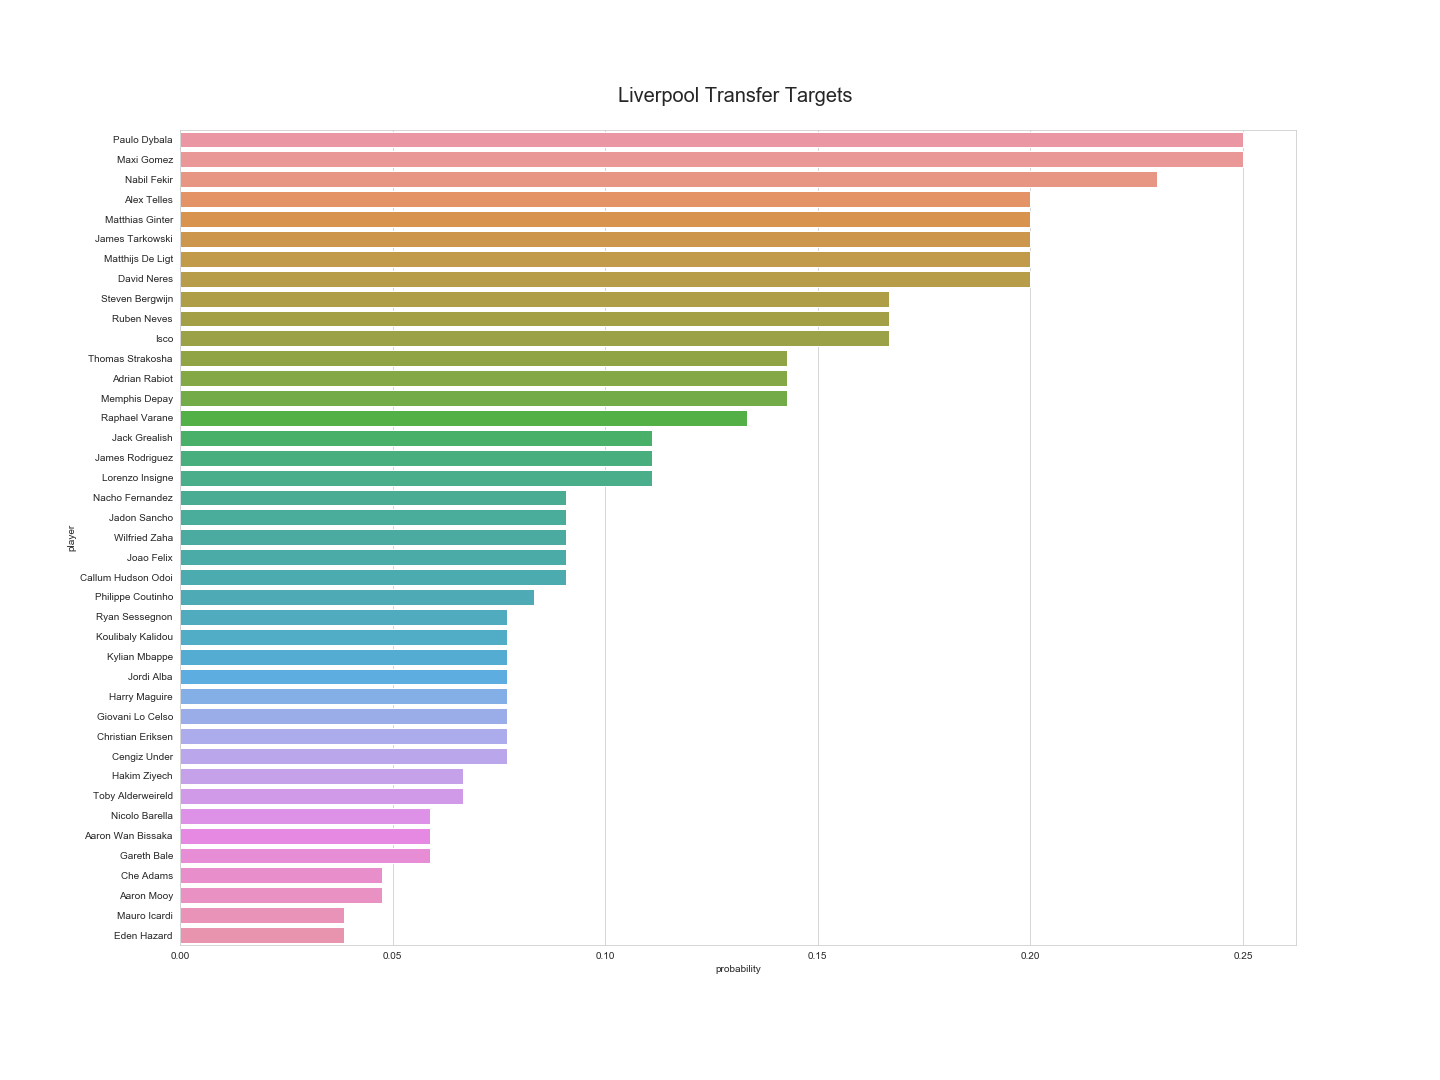 Liverpool Transfer Targets
player
Paulo Dybala
Maxi Gomez
Nabil Fekir
Alex Telles
Matthias Ginter
James Tarkowski
Matthijs De Ligt
David Neres
Steven Bergwijn
Ruben Neves
Isco
Thomas Strakosha
Adrian Rabiot
Memphis Depay
Raphael Varane
Jack Grealish
James Rodriguez
Lorenzo Insigne
Nacho Fernandez
Jadon Sancho
Wilfried Zaha
Joao Felix
Callum Hudson Odoi
Philippe Coutinho
Ryan Sessegnon
Koulibaly Kalidou
Kylian Mbappe
Jordi Alba
Harry Maguire
Giovani Lo Celso
Christian Eriksen
Cengiz Under
Hakim Ziyech
Toby Alderweireld
Nicolo Barella
Aaron Wan Bissaka
Gareth Bale
Che Adams
Aaron Mooy
Mauro Icardi
Eden Hazard
0.00 0.05 0.10 0.15 0.20 0.25
probability